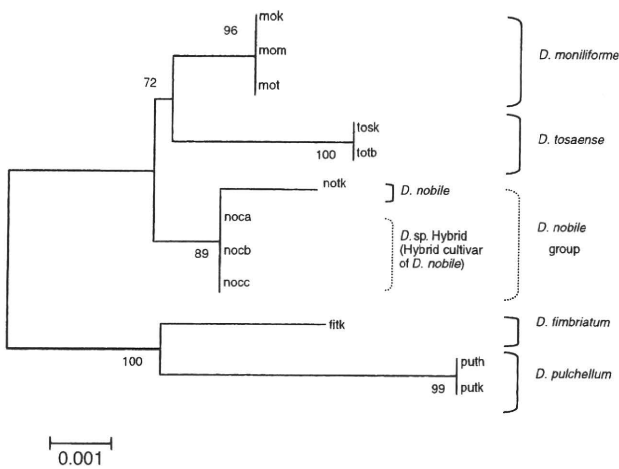 mok
96
mom
D. moniliforme
72
mot
tosk
D. tosaense
100
totb
notk
D. nobile
noca
D. sp. Hybrid
(Hybrid cultivar
of D. nobile)
D. nobile
group
89
nocb
nocc
fitk
D. fimbriatum
100
puth
D. pulchellum
99
putk
0.001